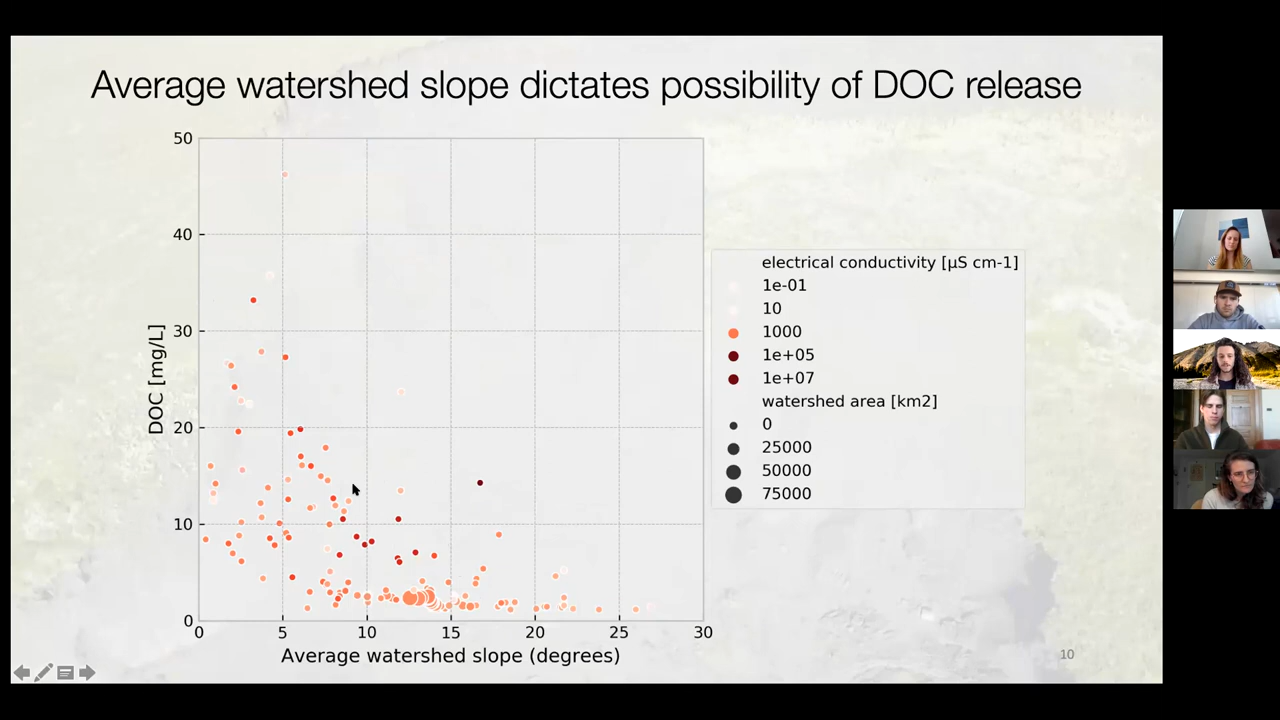 Average watershed slope dictates possibility of DOC release
50
40
30
20
10
0
DOC [mg/L]
0 5 10 15 20 25 30
Average watershed slope (degrees)
electrical conductivity [µS cm-1]
1e-01
10
1000
1e+05
1e+07
watershed area [km2]
0
25000
50000
75000
10